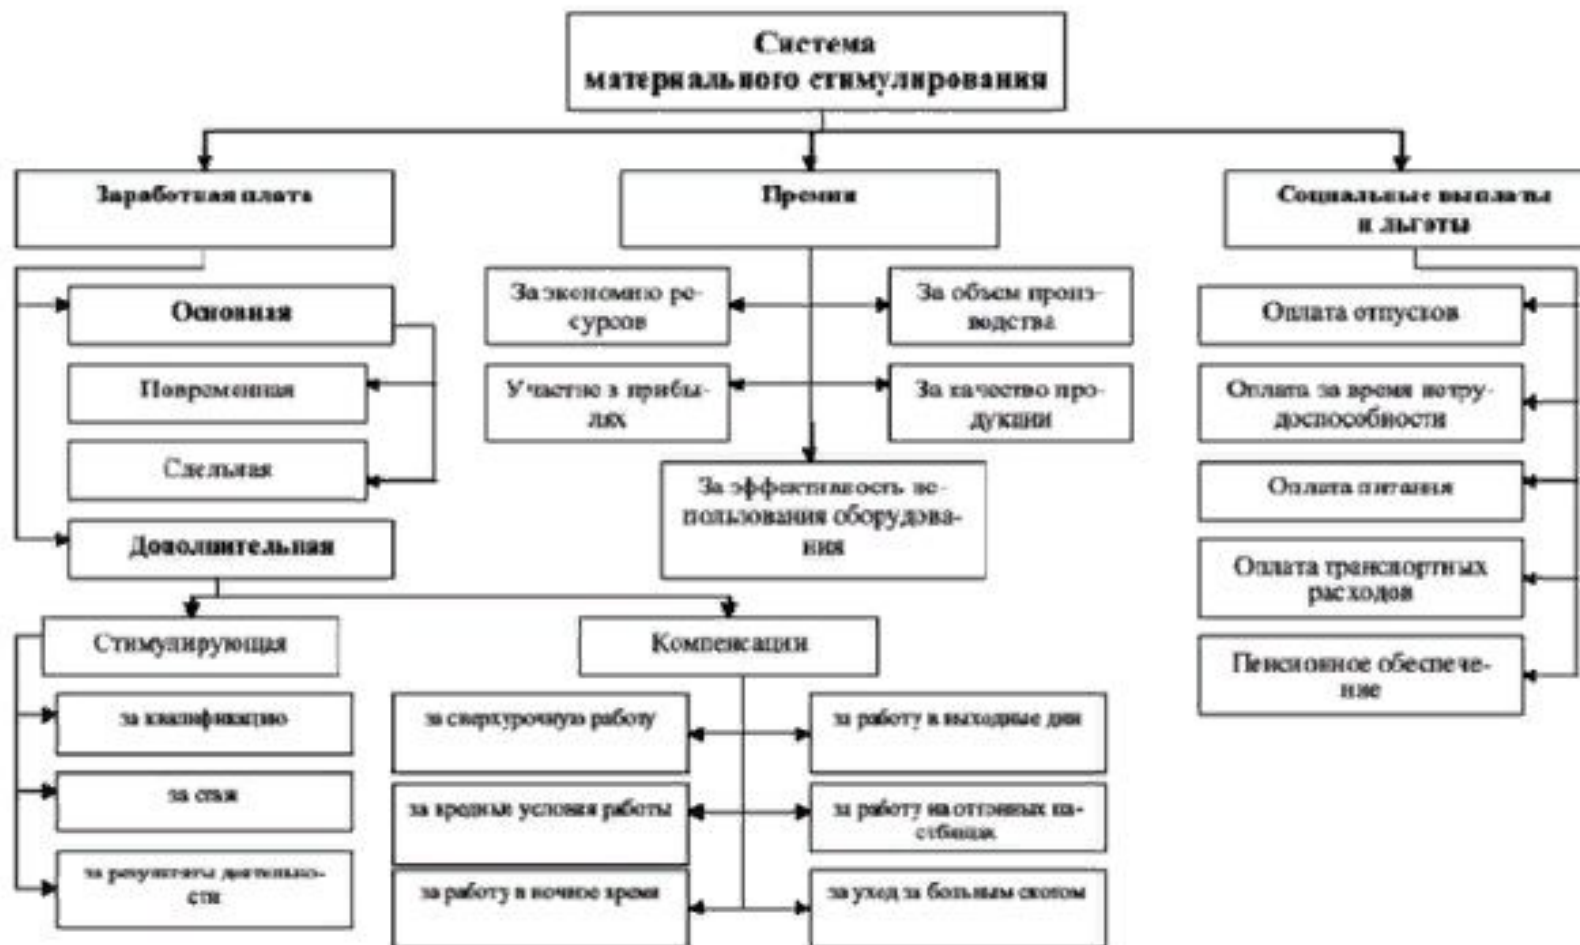 Система
материального стимулирования
Заработная плата
Премии
Социальные выплаты
и льготы
Основная
Повременная
Сдельная
Дополнительная
За экономию ре-
сурсов
За объем произ-
водства
Участие в прибы-
лях
За качество про-
дукции
За эффективность ис-
пользования оборудова-
ния
Оплата отпусков
Оплата за время нетру-
доспособности
Оплата питания
Оплата транспортных
расходов
Пенсионное обеспече-
ние
Стимулирующая
за квалификацию
за стаж
за результаты деятельно-
сти
Компенсации
за сверхурочную работу
за работу в выходные дни
за вредные условия работы
за работу на отгонных па-
стбищах
за работу в ночное время
за уход за больным скотом